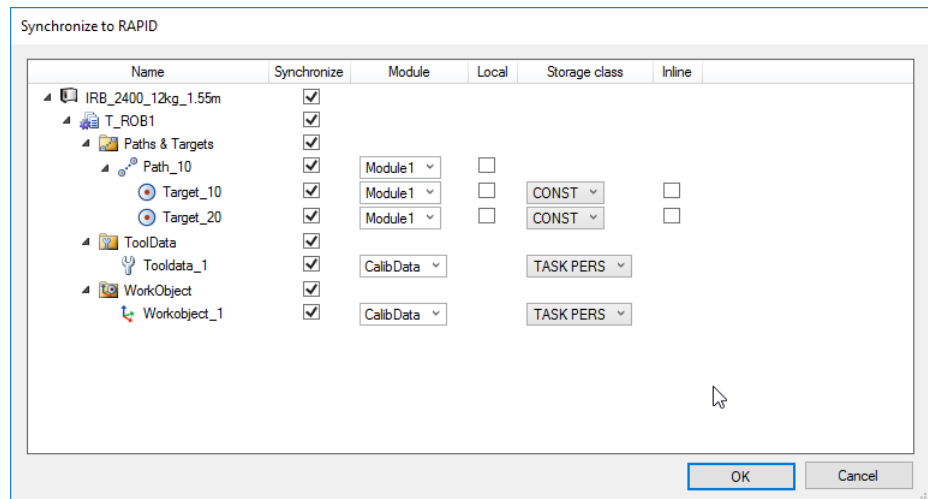 Synchronize to RAPID
Name Synchronize Module Local Storage class Inline
IRB_2400_12kg_1.55m
T_ROB1
Paths & Targets
Path_10 Module1
Target_10 Module1 CONST
Target_20 Module1 CONST
ToolData
Tooldata_1 CalibData TASK PERS
WorkObject
Workobject_1 CalibData TASK PERS
OK Cancel